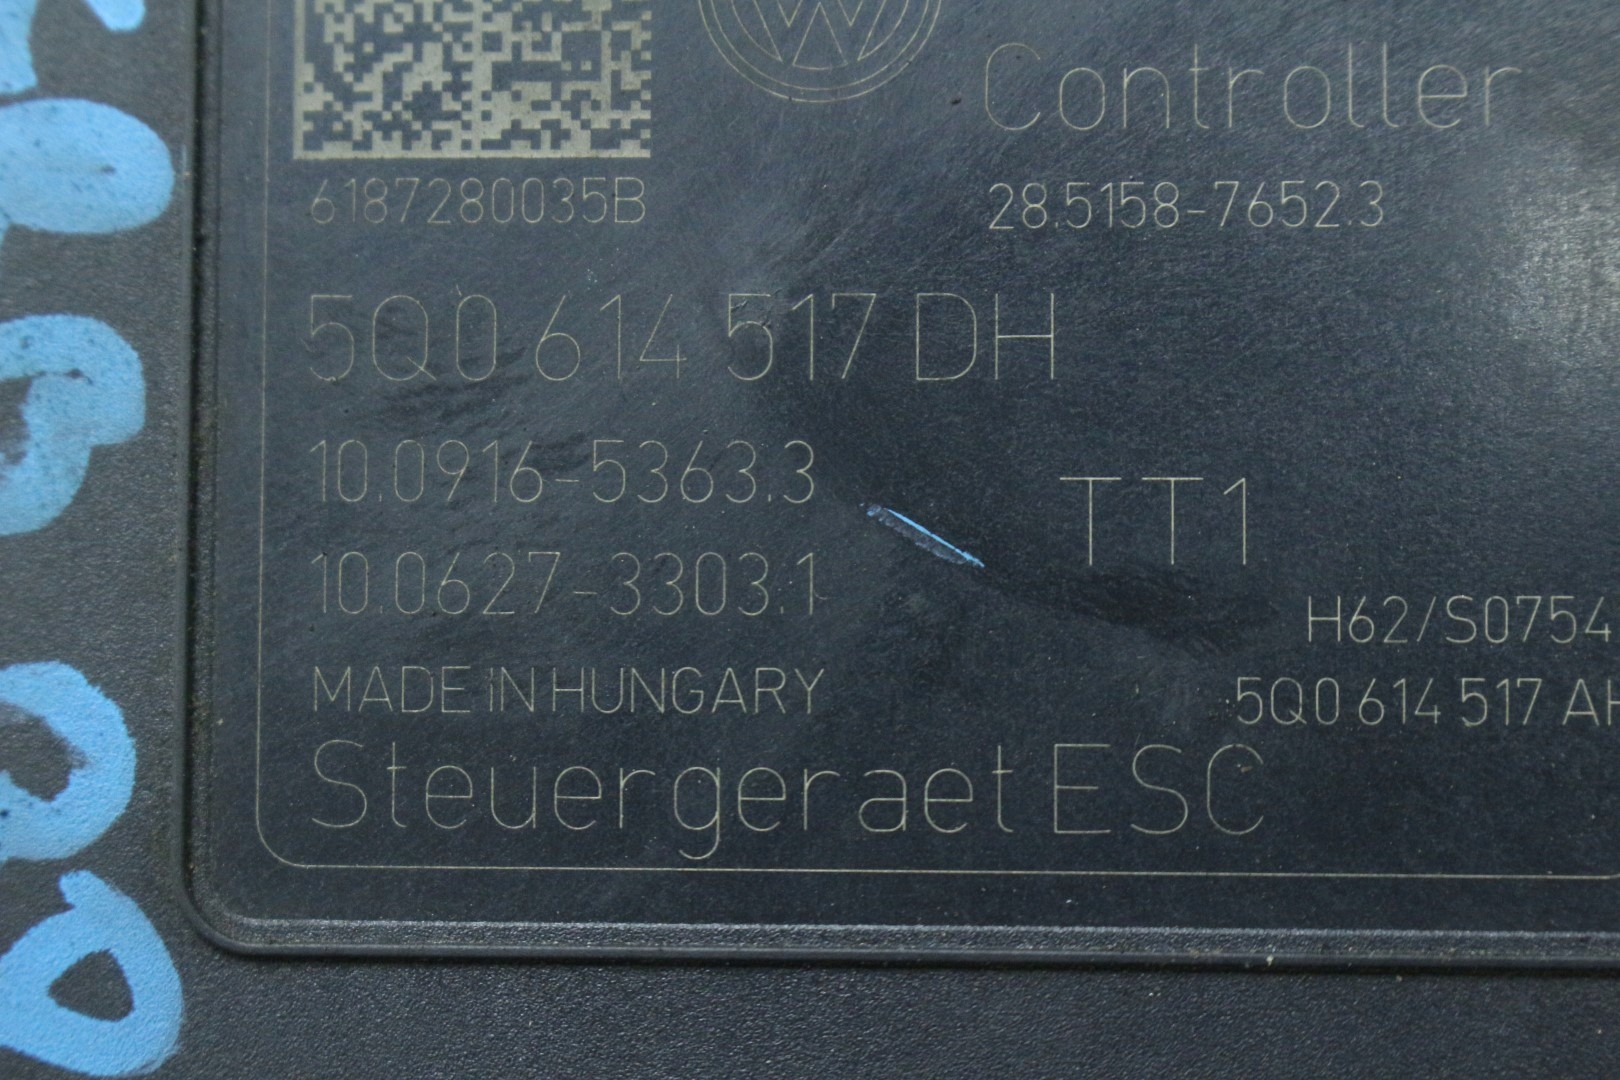 Controller
6187280035B
28.5158-7652.3
5Q0 614 517 DH
10.0916-5363.3
TT1
10.0627-3303.1
H62/S0754
MADE IN HUNGARY
5Q0 614 517 AH
Steuergeraet ESC